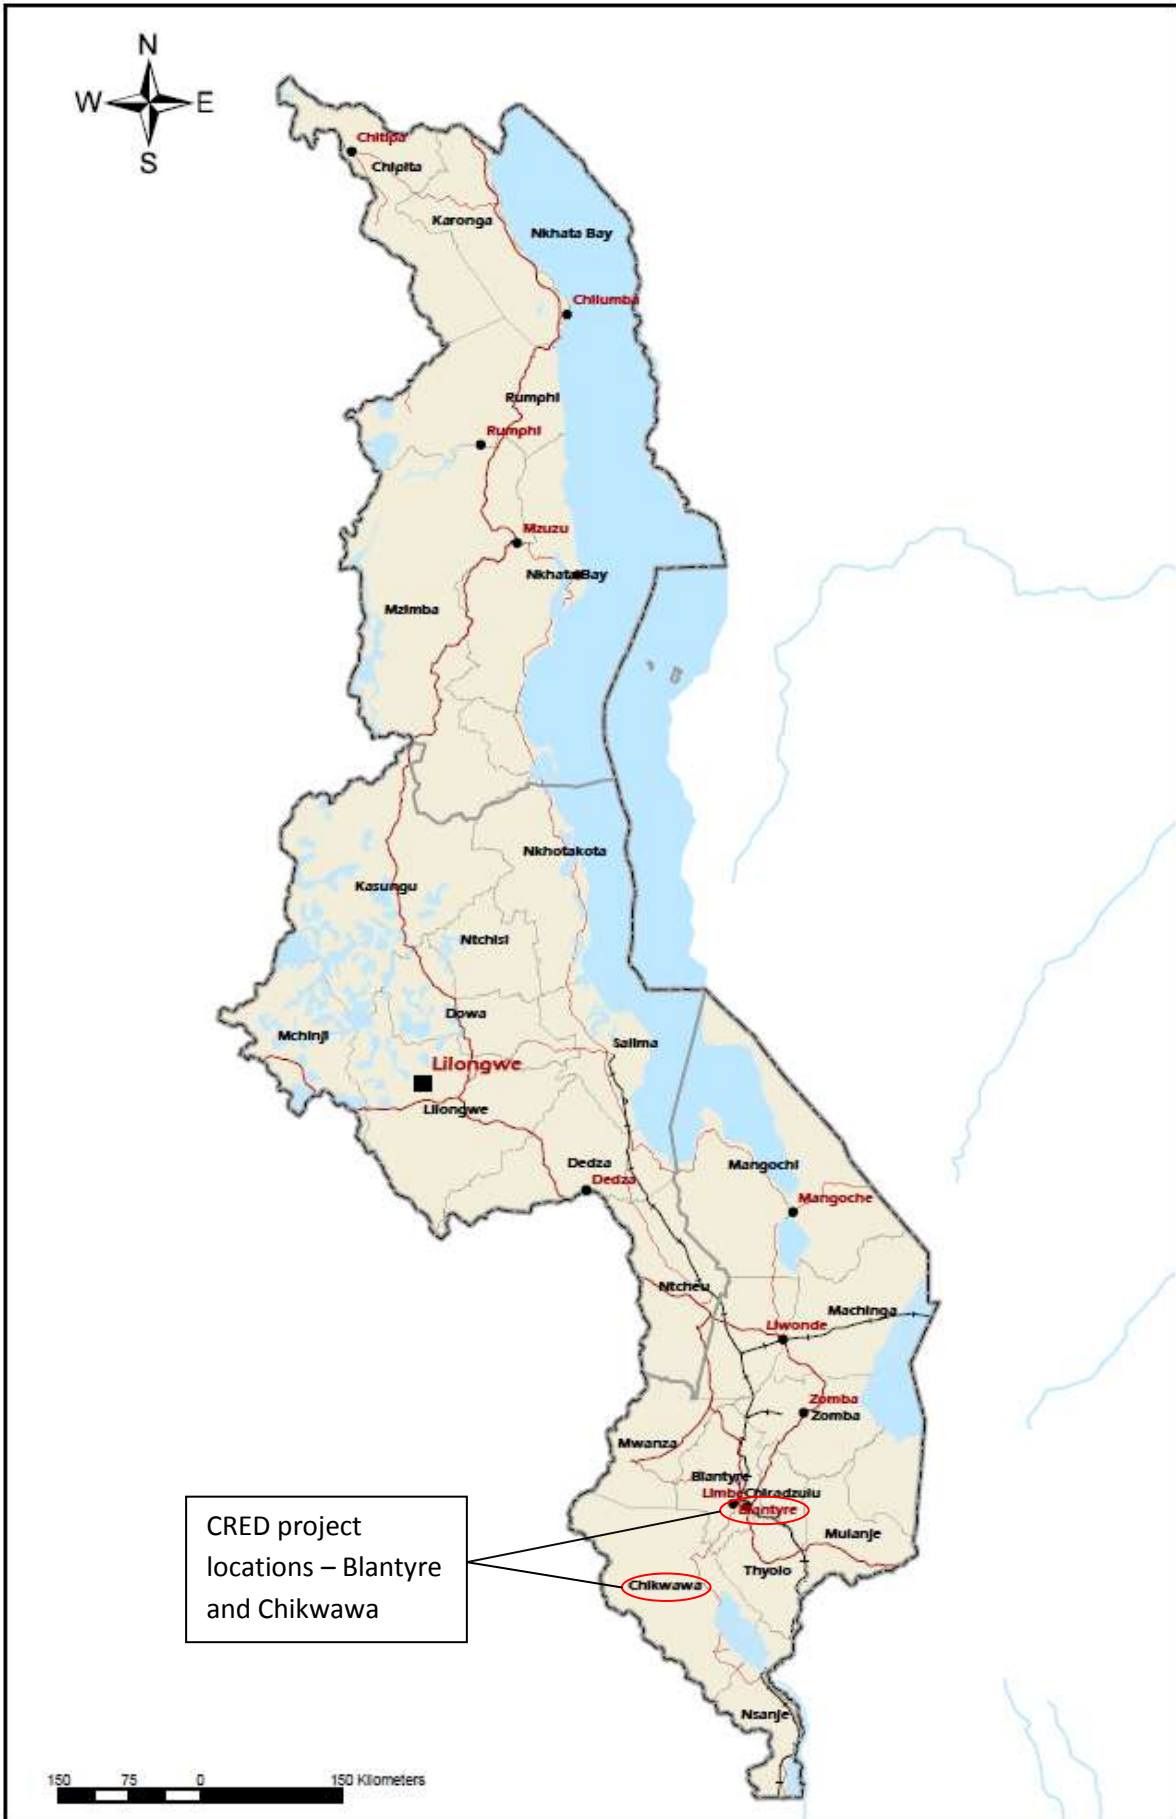 N
W E
S
Chitipa
Chipita
Karonga
Nkhata Bay
Chilumba
Rumphi
Rumphi
Mzuzu
Nkhata Bay
Mzimba
Nkhotakota
Kasungu
Ntchisi
Dowa
Mchinji
Salima
Lilongwe
Lilongwe
Dedza
Dedza
Mangochi
Mangoche
Ntcheu
Machinga
Liwonde
Zomba
Zomba
Mwanza
Blantyre
Limbe
Chiradzulu
Blantyre
Mulanje
Thyolo
Chikwawa
CRED project
locations – Blantyre
and Chikwawa
Nsanje
150 75 0 150 Kilometers